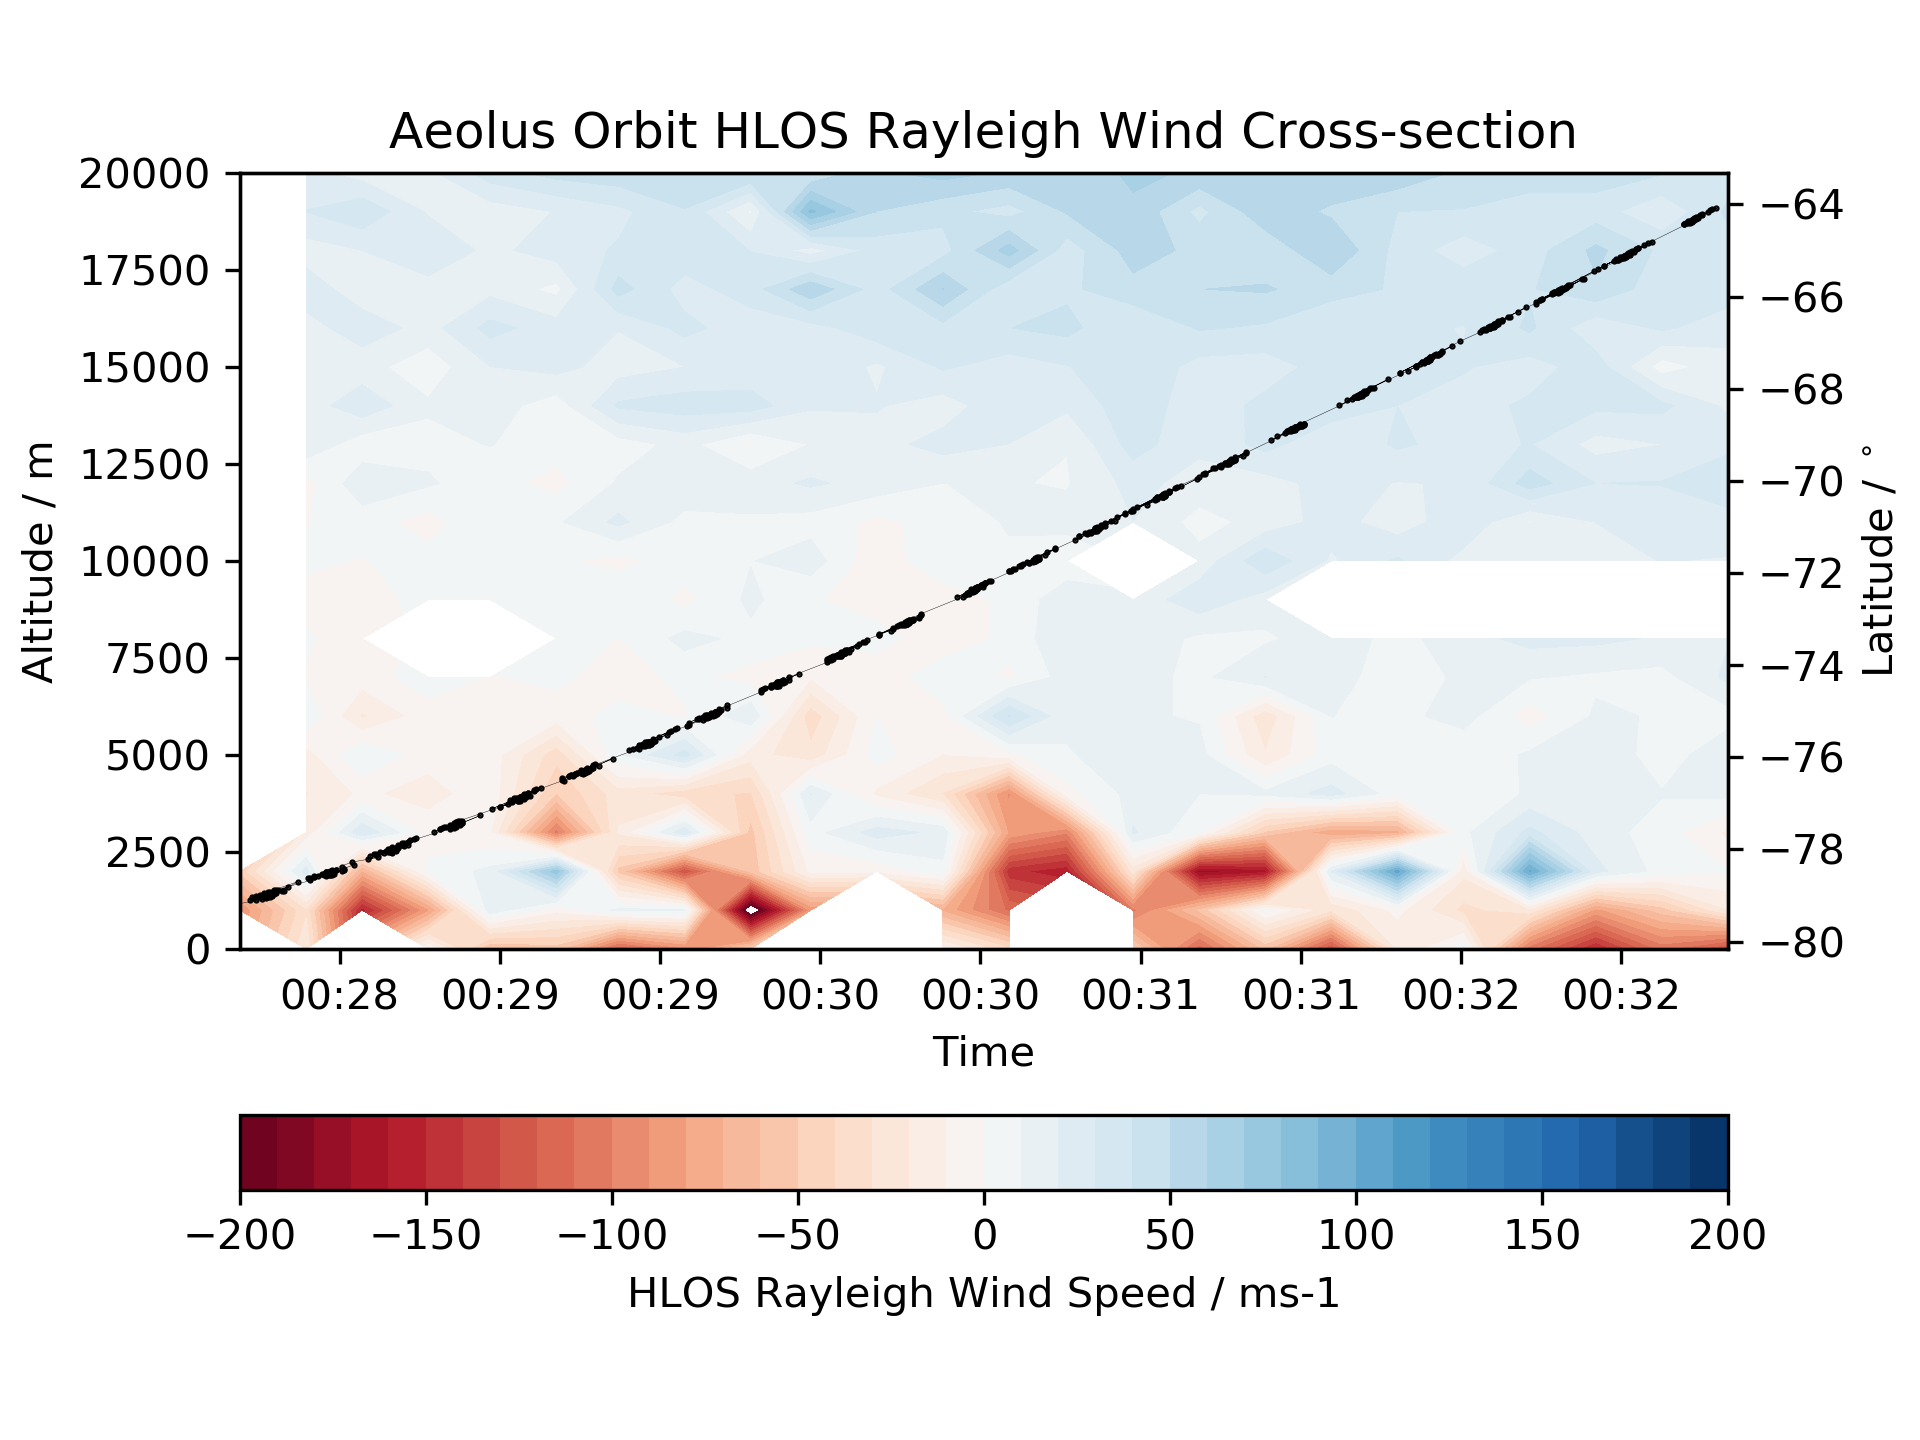 Aeolus Orbit HLOS Rayleigh Wind Cross-section
20000
17500
15000
12500
10000
7500
5000
2500
0
Altitude / m
−64
−66
−68
−70
−72
−74
−76
−78
−80
Latitude / °
00:28 00:29 00:29 00:30 00:30 00:31 00:31 00:32 00:32
Time
−200 −150 −100 −50 0 50 100 150 200
HLOS Rayleigh Wind Speed / ms-1